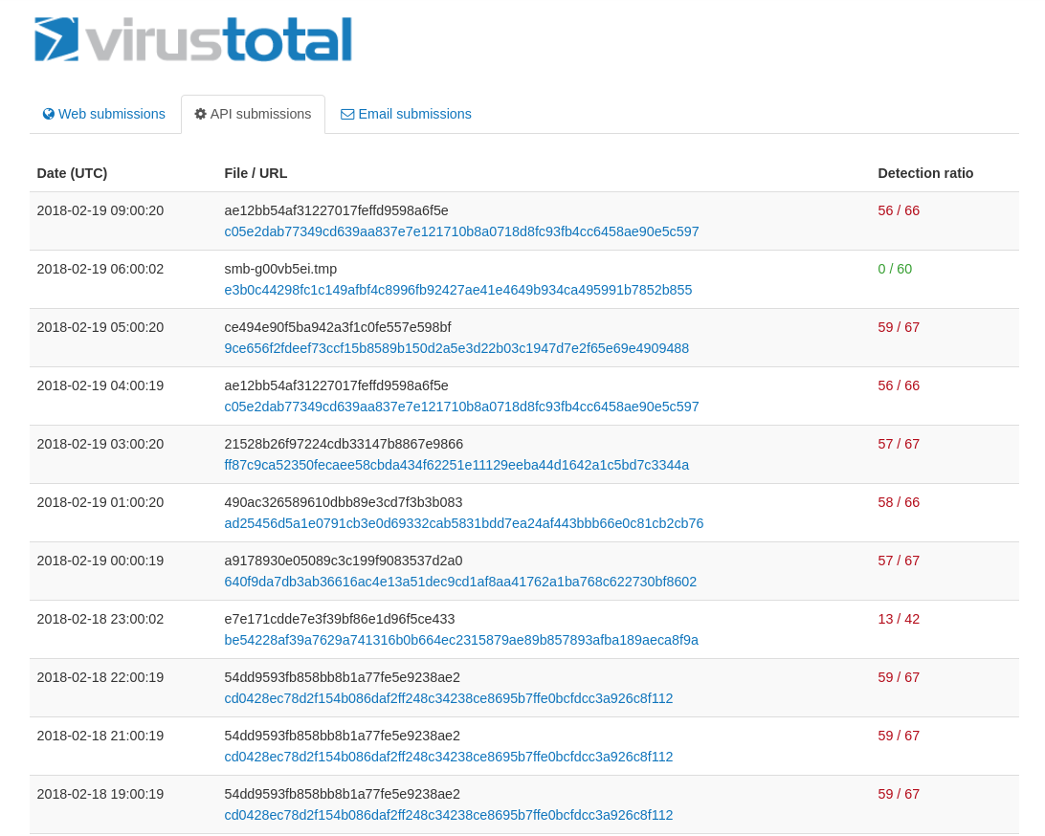 virustotal
Web submissions API submissions Email submissions
Date (UTC) File / URL Detection ratio
2018-02-19 09:00:20 ae12bb54af31227017feffd9598a6f5e 56 / 66
c05e2dab77349cd639aa837e7e121710b8a0718d8fc93fb4cc6458ae90e5c597
2018-02-19 06:00:02 smb-g00vb5ei.tmp 0 / 60
e3b0c44298fc1c149afbf4c8996fb92427ae41e4649b934ca495991b7852b855
2018-02-19 05:00:20 ce494e90f5ba942a3f1c0fe557e598bf 59 / 67
9ce656f2fdeef73ccf15b8589b150d2a5e3d22b03c1947d7e2f65e69e4909488
2018-02-19 04:00:19 ae12bb54af31227017feffd9598a6f5e 56 / 66
c05e2dab77349cd639aa837e7e121710b8a0718d8fc93fb4cc6458ae90e5c597
2018-02-19 03:00:20 21528b26f97224cdb33147b8867e9866 57 / 67
ff87c9ca52350fecaee58cbda434f62251e11129eeba44d1642a1c5bd7c3344a
2018-02-19 01:00:20 490ac326589610dbb89e3cd7f3b3b083 58 / 66
ad25456d5a1e0791cb3e0d69332cab5831bdd7ea24af443bbb66e0c81cb2cb76
2018-02-19 00:00:19 a9178930e05089c3c199f9083537d2a0 57 / 67
640f9da7db3ab36616ac4e13a51dec9cd1af8aa41762a1ba768c622730bf8602
2018-02-18 23:00:02 e7e171cdde7e3f39bf86e1d96f5ce433 13 / 42
be54228af39a7629a741316b0b664ec2315879ae89b857893afba189aeca8f9a
2018-02-18 22:00:19 54dd9593fb858bb8b1a77fe5e9238ae2 59 / 67
cd0428ec78d2f154b086daf2ff248c34238ce8695b7ffe0bcfdcc3a926c8f112
2018-02-18 21:00:19 54dd9593fb858bb8b1a77fe5e9238ae2 59 / 67
cd0428ec78d2f154b086daf2ff248c34238ce8695b7ffe0bcfdcc3a926c8f112
2018-02-18 19:00:19 54dd9593fb858bb8b1a77fe5e9238ae2 59 / 67
cd0428ec78d2f154b086daf2ff248c34238ce8695b7ffe0bcfdcc3a926c8f112